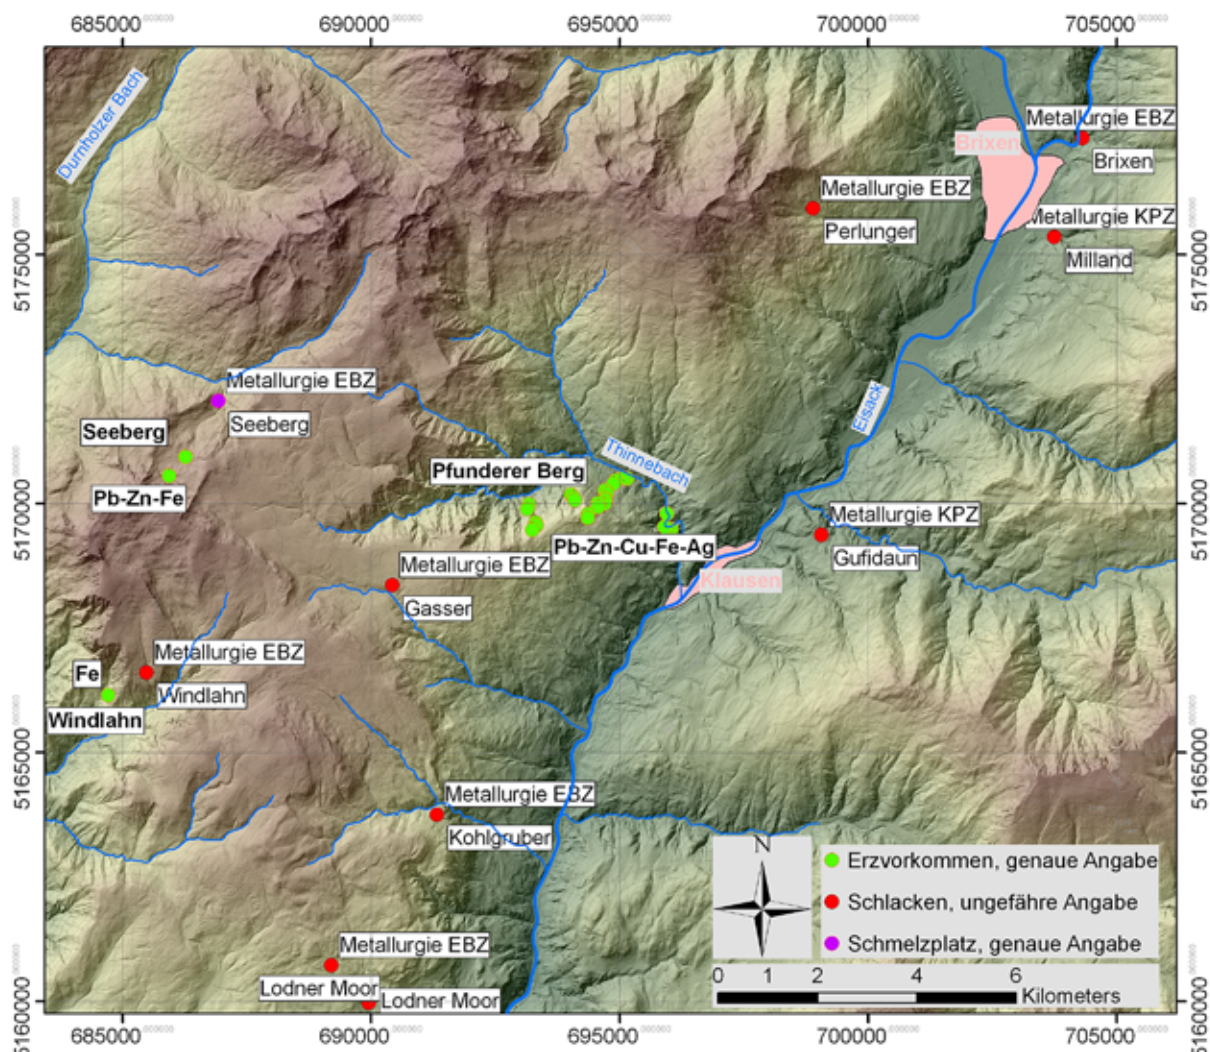 685000
690000
695000
700000
705000
Durnholzer Bach
Metallurgie EBZ
Brixen
Brixen
Metallurgie EBZ
Perlunger
Metallurgie KPZ
Milland
5175000
5175000
Metallurgie EBZ
Seeberg
Seeberg
Pb-Zn-Fe
Eisack
Thinnebach
Pfunderer Berg
Pb-Zn-Cu-Fe-Ag
5170000
5170000
Metallurgie KPZ
Gufidaun
Metallurgie EBZ
Gasser
Klausen
Metallurgie EBZ
Windlahn
Fe
Windlahn
5165000
5165000
Metallurgie EBZ
Kohlgruber
Metallurgie EBZ
Lodner Moor
Lodner Moor
N
Erzvorkommen, genaue Angabe
Schlacken, ungefähre Angabe
Schmelzplatz, genaue Angabe
0 1 2 4 6
Kilometers
5160000
5160000
685000
690000
695000
700000
705000